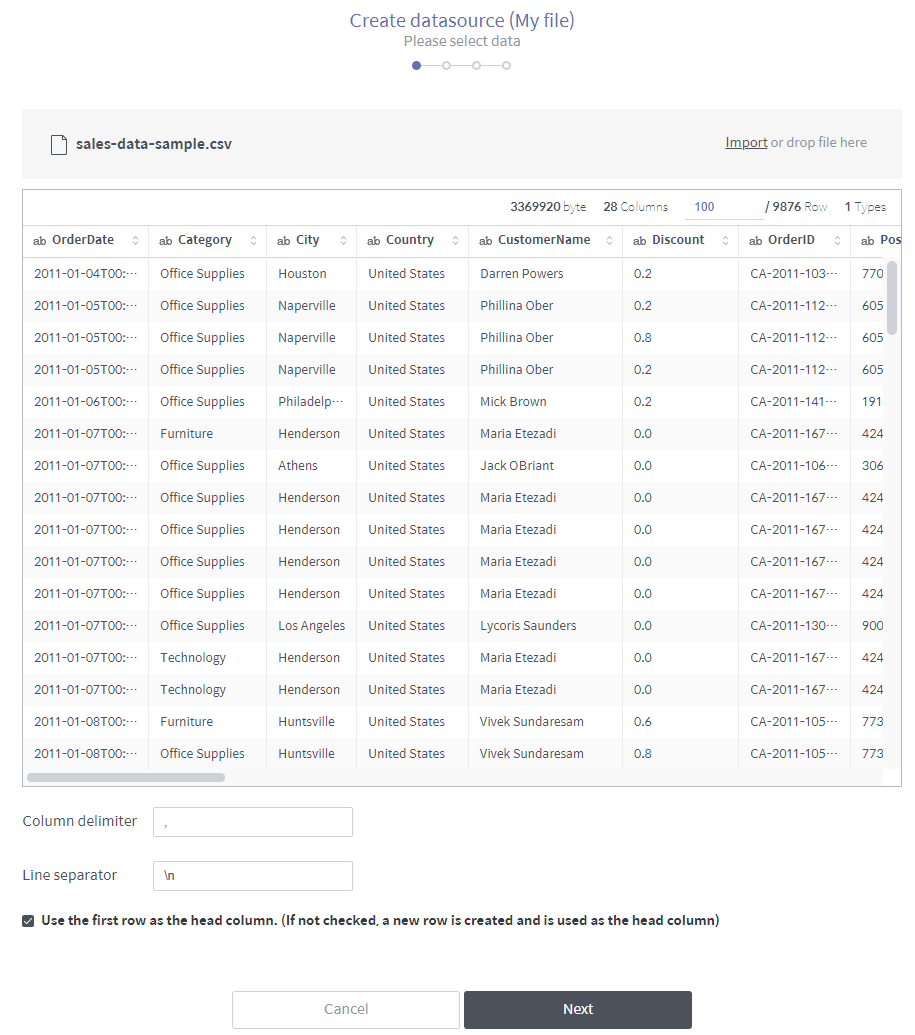 Create datasource (My file)
Please select data
sales-data-sample.csv Import or drop file here
3369920 byte 28 Columns 100 / 9876 Row 1 Types
ab OrderDate ab Category ab City ab Country ab CustomerName ab Discount ab OrderID ab Pos
2011-01-04T00:··· Office Supplies Houston United States Darren Powers 0.2 CA-2011-103··· 770
2011-01-05T00:··· Office Supplies Naperville United States Phillina Ober 0.2 CA-2011-112··· 605
2011-01-05T00:··· Office Supplies Naperville United States Phillina Ober 0.8 CA-2011-112··· 605
2011-01-05T00:··· Office Supplies Naperville United States Phillina Ober 0.2 CA-2011-112··· 605
2011-01-06T00:··· Office Supplies Philadelp··· United States Mick Brown 0.2 CA-2011-141··· 191
2011-01-07T00:··· Furniture Henderson United States Maria Etezadi 0.0 CA-2011-167··· 424
2011-01-07T00:··· Office Supplies Athens United States Jack OBriant 0.0 CA-2011-106··· 306
2011-01-07T00:··· Office Supplies Henderson United States Maria Etezadi 0.0 CA-2011-167··· 424
2011-01-07T00:··· Office Supplies Henderson United States Maria Etezadi 0.0 CA-2011-167··· 424
2011-01-07T00:··· Office Supplies Henderson United States Maria Etezadi 0.0 CA-2011-167··· 424
2011-01-07T00:··· Office Supplies Henderson United States Maria Etezadi 0.0 CA-2011-167··· 424
2011-01-07T00:··· Office Supplies Los Angeles United States Lycoris Saunders 0.0 CA-2011-130··· 900
2011-01-07T00:··· Technology Henderson United States Maria Etezadi 0.0 CA-2011-167··· 424
2011-01-07T00:··· Technology Henderson United States Maria Etezadi 0.0 CA-2011-167··· 424
2011-01-08T00:··· Furniture Huntsville United States Vivek Sundaresam 0.6 CA-2011-105··· 773
2011-01-08T00:··· Office Supplies Huntsville United States Vivek Sundaresam 0.8 CA-2011-105··· 773
Column delimiter ,
Line separator \n
Use the first row as the head column. (If not checked, a new row is created and is used as the head column)
Cancel Next